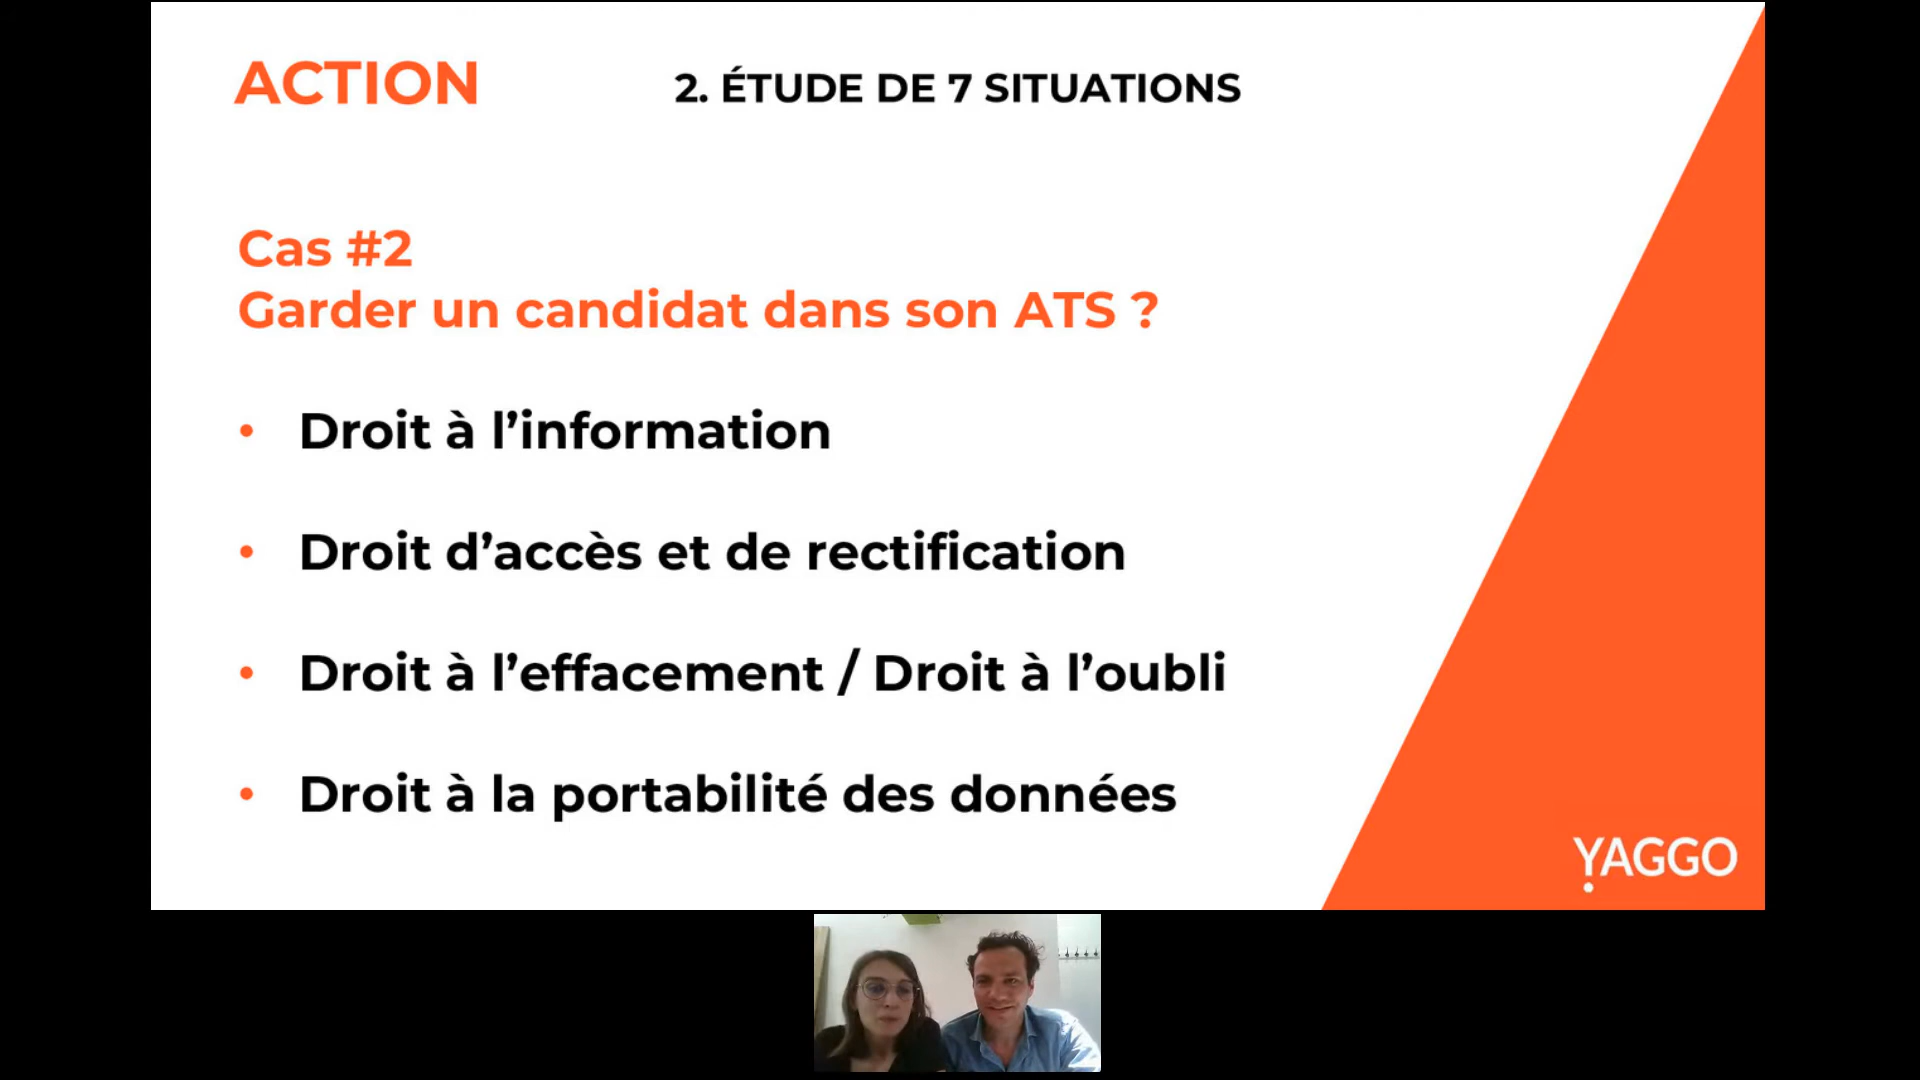 ACTION
2. ÉTUDE DE 7 SITUATIONS
Cas #2
Garder un candidat dans son ATS ?
• Droit à l’information
• Droit d’accès et de rectification
• Droit à l’effacement / Droit à l’oubli
• Droit à la portabilité des données
YAGGO